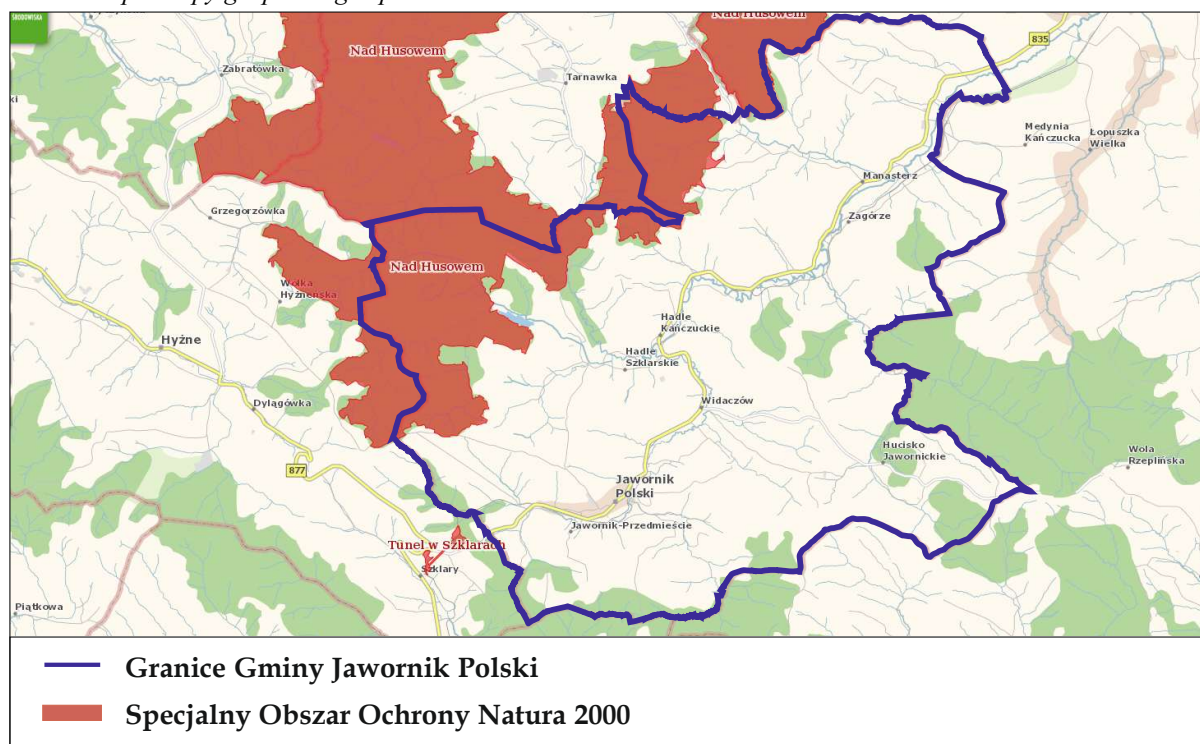 ŚRODOWISKA
Nad Husowem
Nad Husowem
835
Zabratówka
Tarnawka
Medynia
Kańczucka
Łopuszka
Wielka
Manasterz
Grzegorzówka
Zagórze
Nad Husowem
Wólka
Hyżneńska
Hadle
Kańczuckie
Hyżne
Hadle
Szklarskie
Dylągówka
Widaczów
Hucisko
Jawornickie
Wola
Rzeplińska
877
Jawornik
Polski
Jawornik-Przedmieście
Tunel w Szklarach
Szklary
Piątkowa
Granice Gminy Jawornik Polski
Specjalny Obszar Ochrony Natura 2000